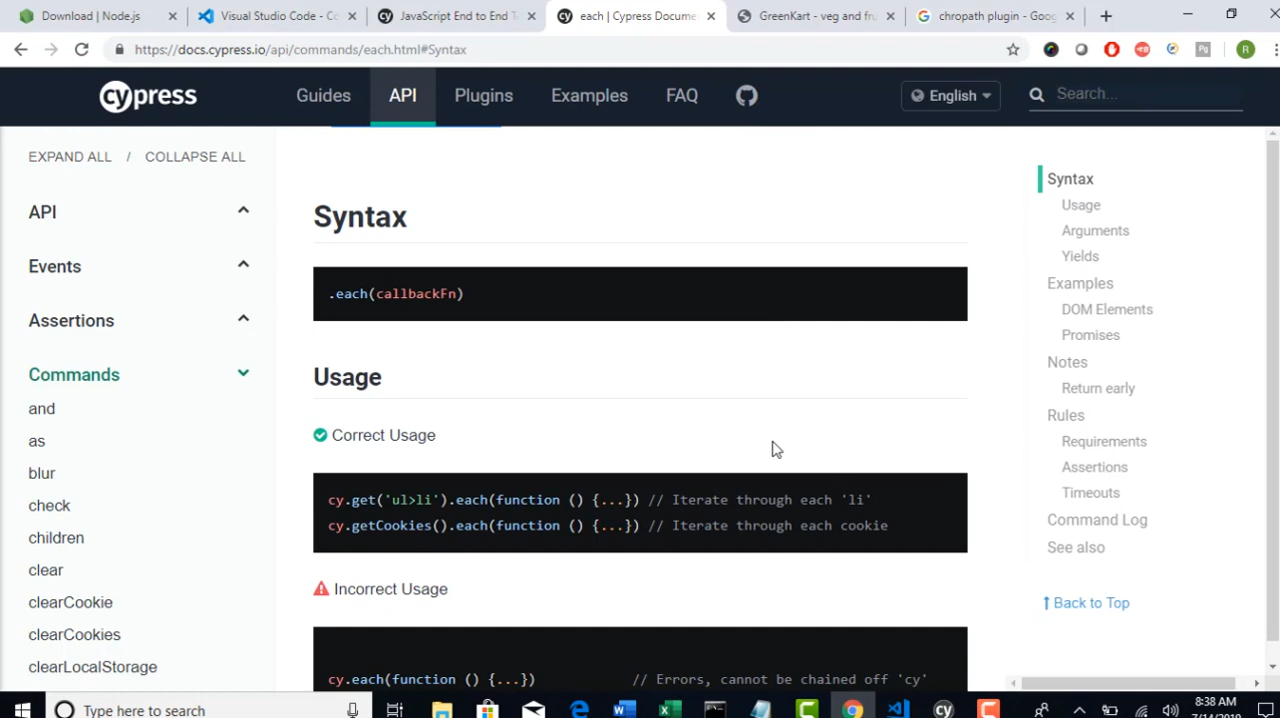 Download | Node.js
Visual Studio Code - Co
JavaScript End to End T
each | Cypress Docume
GreenKart - veg and fru
chropath plugin - Goog
https://docs.cypress.io/api/commands/each.html#Syntax
R
cypress
Guides
API
Plugins
Examples
FAQ
English
Search...
EXPAND ALL / COLLAPSE ALL
API
Events
Assertions
Commands
and
as
blur
check
children
clear
clearCookie
clearCookies
clearLocalStorage
Syntax
.each(callbackFn)
Usage
Correct Usage
cy.get('ul>li').each(function () {...}) // Iterate through each 'li'
cy.getCookies().each(function () {...}) // Iterate through each cookie
Incorrect Usage
cy.each(function () {...}) // Errors, cannot be chained off 'cy'
Syntax
Usage
Arguments
Yields
Examples
DOM Elements
Promises
Notes
Return early
Rules
Requirements
Assertions
Timeouts
Command Log
See also
Back to Top
Type here to search
8:38 AM